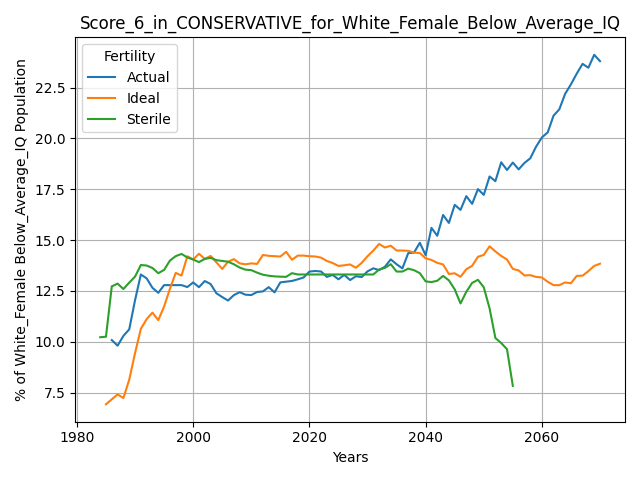 Score_6_in_CONSERVATIVE_for_White_Female_Below_Average_IQ
% of White_Female Below_Average_IQ Population
22.5
20.0
17.5
15.0
12.5
10.0
7.5
Fertility
Actual
Ideal
Sterile
1980
2000
2020
2040
2060
Years